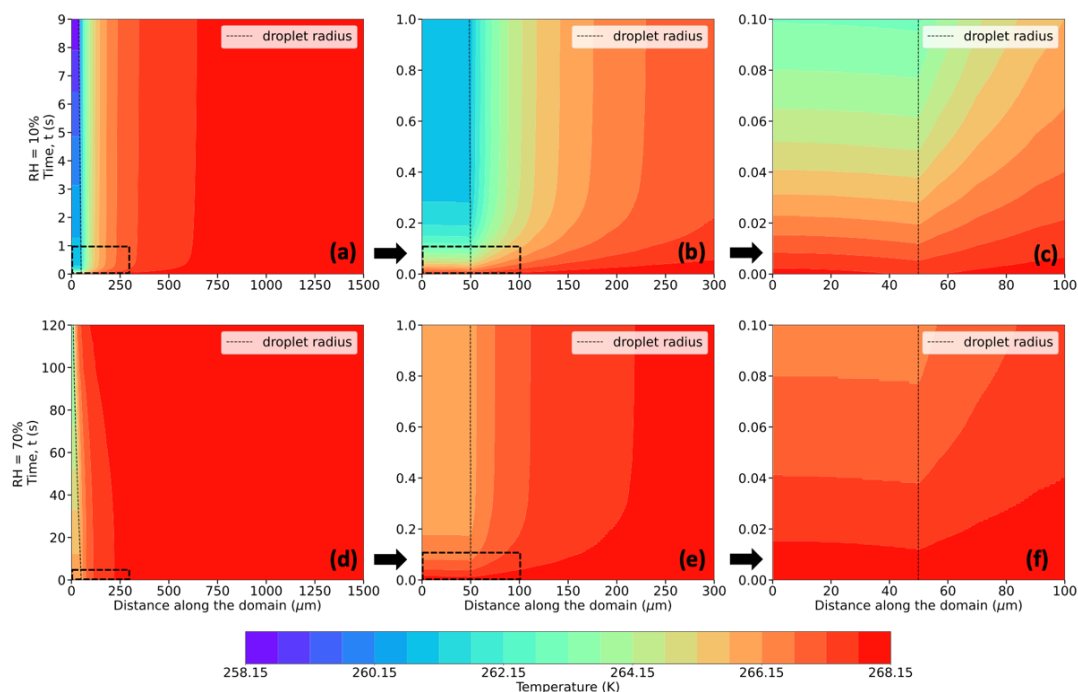 droplet radius
9
8
7
6
5
4
3
2
1
0
RH = 10%
Time, t (s)
(a)
0 250 500 750 1000 1250 1500
droplet radius
1.0
0.8
0.6
0.4
0.2
0.0
(b)
0 50 100 150 200 250 300
droplet radius
0.10
0.08
0.06
0.04
0.02
0.00
(c)
0 20 40 60 80 100
droplet radius
120
100
80
60
40
20
0
RH = 70%
Time, t (s)
(d)
0 250 500 750 1000 1250 1500
Distance along the domain (μm)
droplet radius
1.0
0.8
0.6
0.4
0.2
0.0
(e)
0 50 100 150 200 250 300
Distance along the domain (μm)
droplet radius
0.10
0.08
0.06
0.04
0.02
0.00
(f)
0 20 40 60 80 100
Distance along the domain (μm)
258.15 260.15 262.15 264.15 266.15 268.15
Temperature (K)